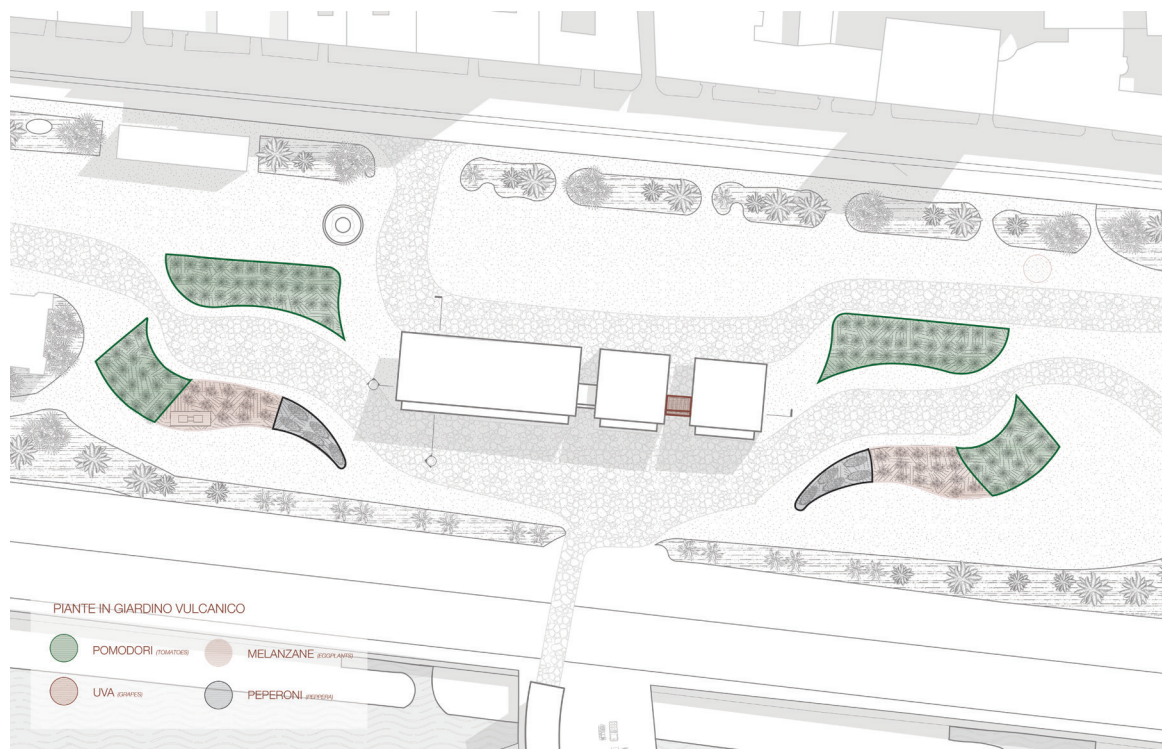 PIANTE IN GIARDINO VULCANICO
POMODORI (TOMATOES)
MELANZANE (EGGPLANTS)
UVA (GRAPES)
PEPERONI